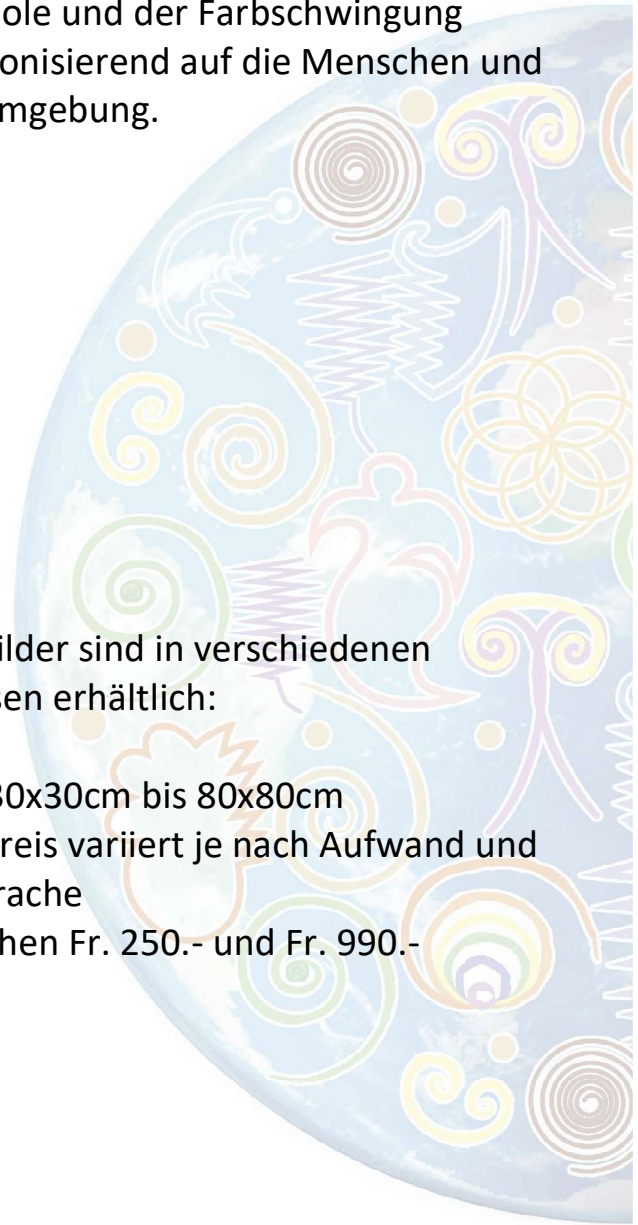 ole und der Farbschwingung
onisierend auf die Menschen und
mgebung.
ilder sind in verschiedenen
sen erhältlich:
30x30cm bis 80x80cm
reis variiert je nach Aufwand und
rache
hen Fr. 250.- und Fr. 990.-